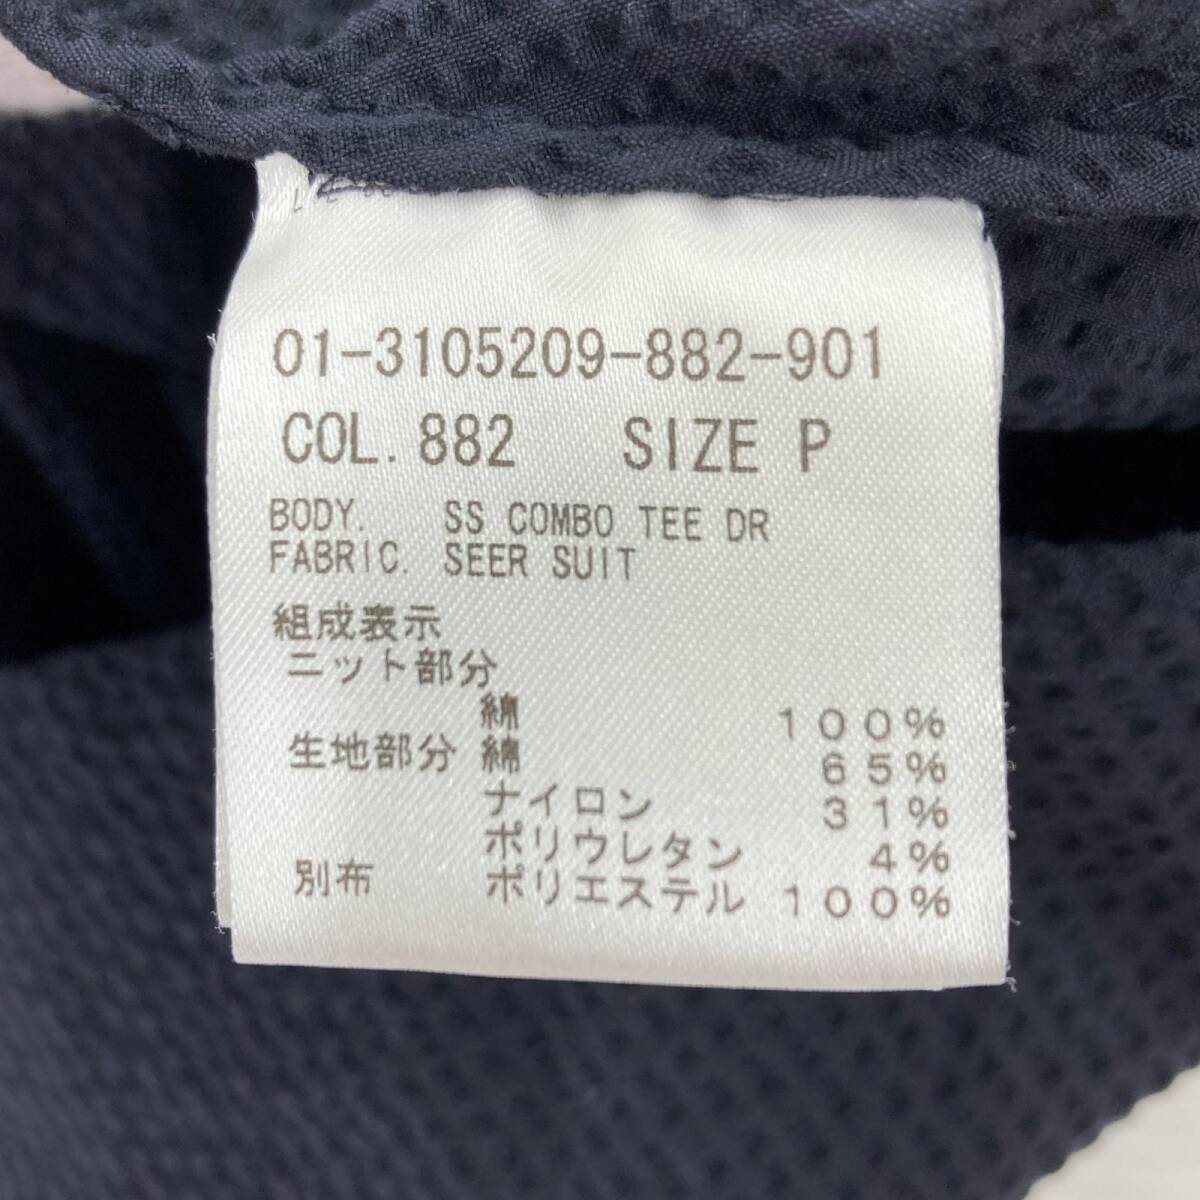 01-3105209-882-901
COL. 882 SIZE P
BODY. SS COMBO TEE DR
FABRIC. SEER SUIT
組成表示
ニット部分
綿 100%
生地部分 綿 65%
ナイロン 31%
ポリウレタン 4%
別布 ポリエステル 100%